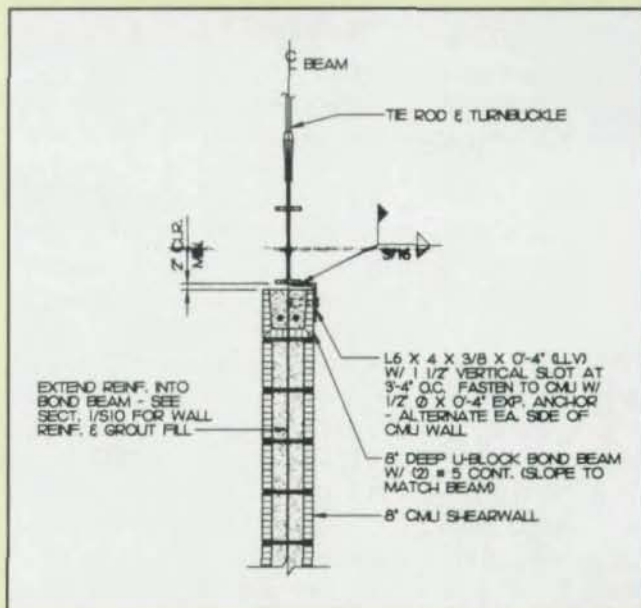 ℄ BEAM
TIE ROD & TURNBUCKLE
2" CLR.
MIN.
3/16
L6 X 4 X 3/8 X 0'-4" (LLV)
W/ 1 1/2" VERTICAL SLOT AT
3'-4" O.C. FASTEN TO CMU W/
1/2" Ø X 0'-4" EXP. ANCHOR
- ALTERNATE EA. SIDE OF
CMU WALL
EXTEND REINF. INTO
BOND BEAM - SEE
SECT. 1/S10 FOR WALL
REINF. & GROUT FILL
8" DEEP U-BLOCK BOND BEAM
W/ (2) # 5 CONT. (SLOPE TO
MATCH BEAM)
8" CMU SHEARWALL